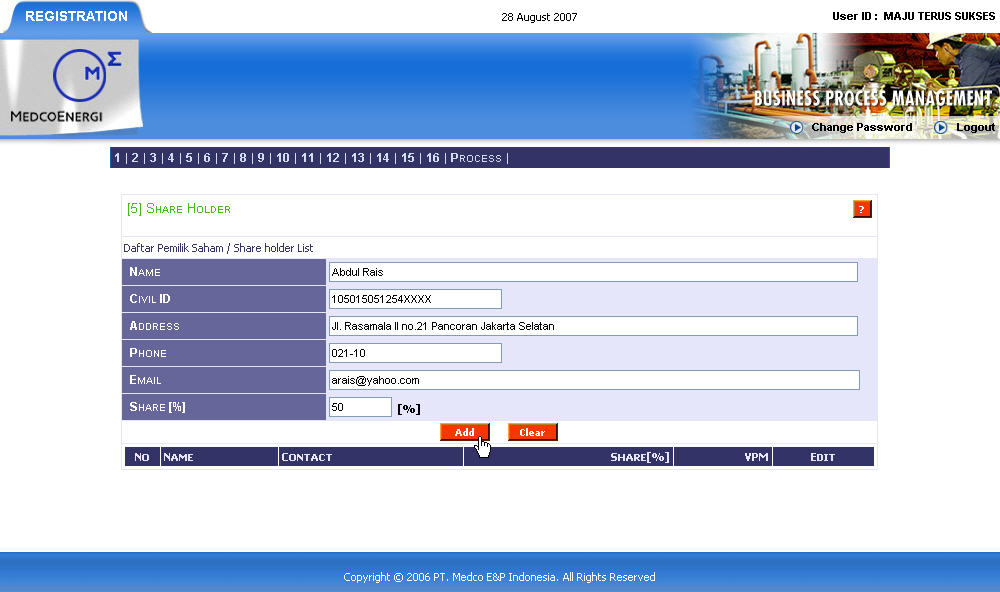 REGISTRATION
28 August 2007
User ID : MAJU TERUS SUKSES
M Σ
MEDCOENERGI
BUSINESS PROCESS MANAGEMENT
Change Password
Logout
1 | 2 | 3 | 4 | 5 | 6 | 7 | 8 | 9 | 10 | 11 | 12 | 13 | 14 | 15 | 16 | PROCESS |
[5] SHARE HOLDER
?
Daftar Pemilik Saham / Share holder List
NAME Abdul Rais
CIVIL ID 105015051254XXXX
ADDRESS Jl. Rasamala II no.21 Pancoran Jakarta Selatan
PHONE 021-10
EMAIL arais@yahoo.com
SHARE [%] 50 [%]
Add Clear
NO NAME CONTACT SHARE[%] VPM EDIT
Copyright © 2006 PT. Medco E&P Indonesia. All Rights Reserved